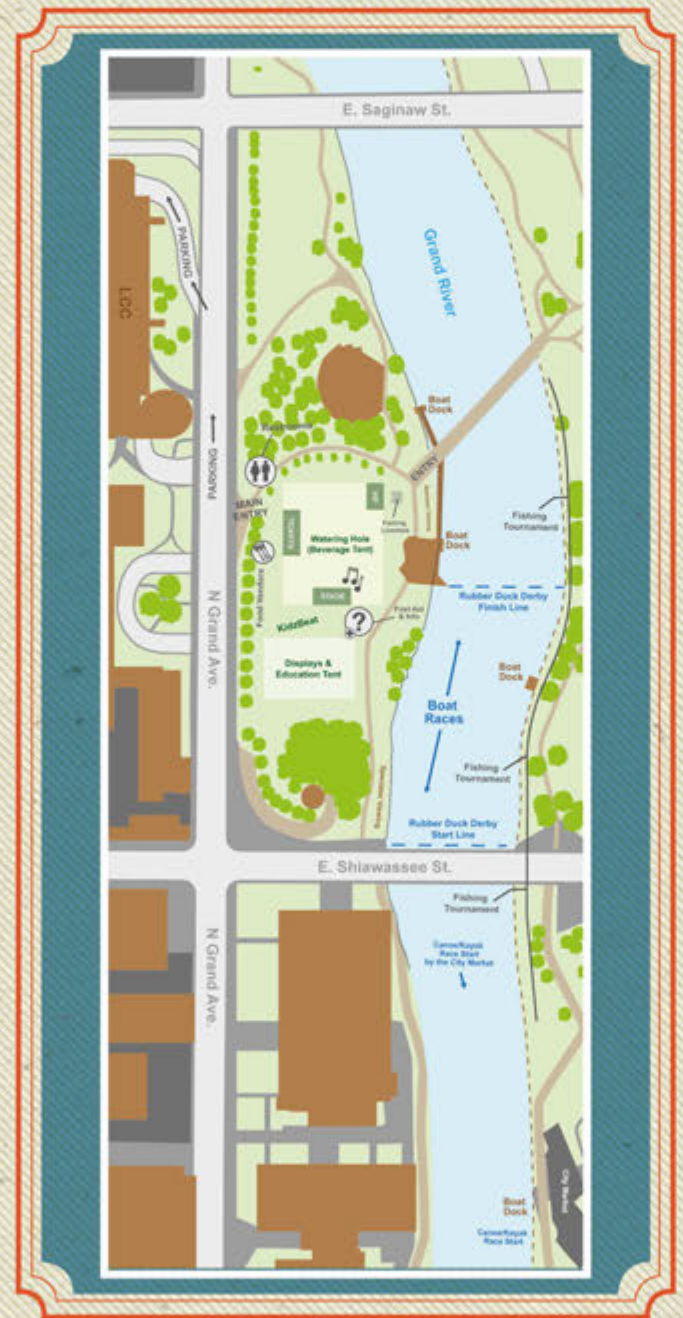 E. Saginaw St.
PARKING
LCC
Grand River
Boat
Dock
PARKING
Restrooms
ENTRY
MAIN
ENTRY
VIP
TICKETS
Watering Hole
(Beverage Tent)
Fishing
Tournament
Boat
Dock
Food Vendors
STAGE
Rubber Duck Derby
Finish Line
First Aid
& Info
?
KidzBeat
N Grand Ave.
Displays &
Education Tent
Boat
Dock
Boat
Races
Fishing
Tournament
Rubber Duck Derby
Start Line
E. Shiawassee St.
Fishing
Tournament
N Grand Ave.
Canoe/Kayak
Race Start
by the City Market
City Market
Boat
Dock
Canoe/Kayak
Race Start